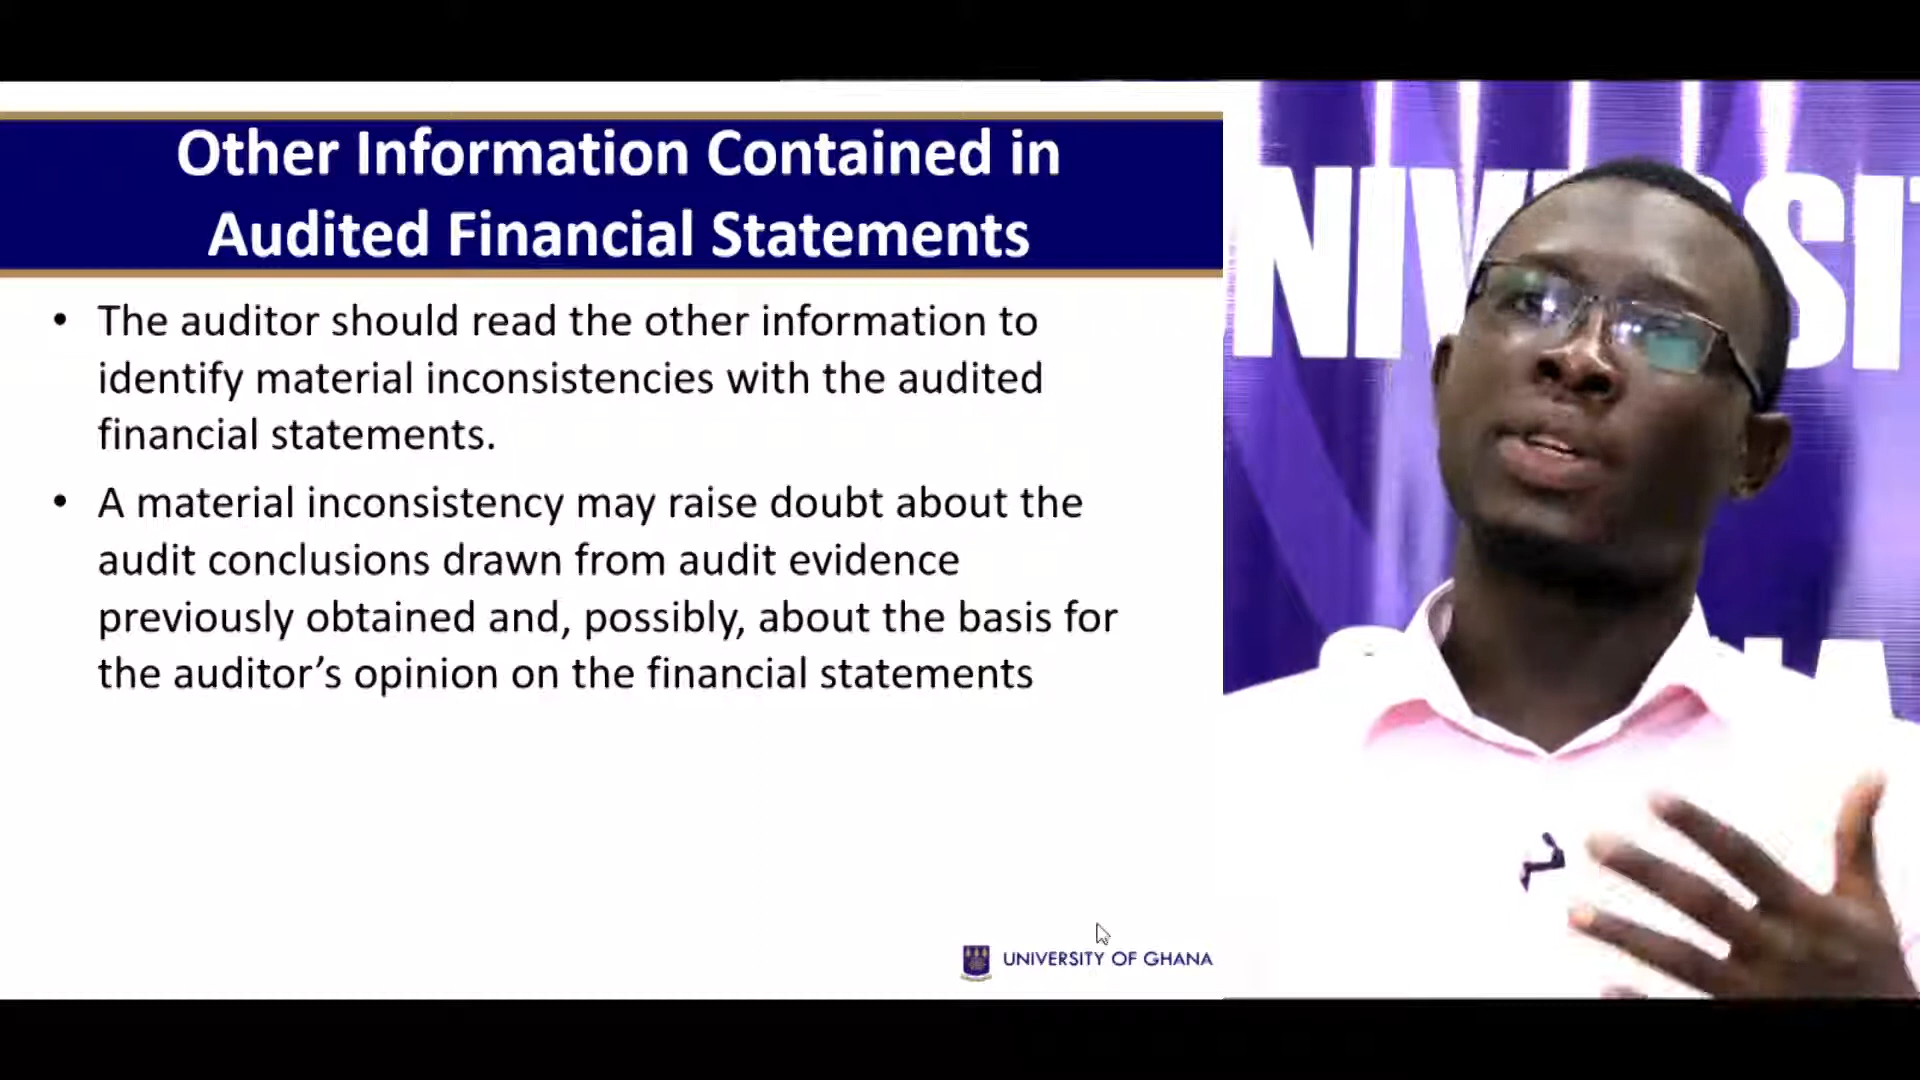 Other Information Contained in
Audited Financial Statements
• The auditor should read the other information to
identify material inconsistencies with the audited
financial statements.
• A material inconsistency may raise doubt about the
audit conclusions drawn from audit evidence
previously obtained and, possibly, about the basis for
the auditor’s opinion on the financial statements
UNIVERSITY OF GHANA